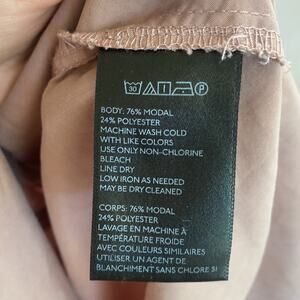 30 P
BODY: 76% MODAL
24% POLYESTER
MACHINE WASH COLD
WITH LIKE COLORS
USE ONLY NON-CHLORINE
BLEACH
LINE DRY
LOW IRON AS NEEDED
MAY BE DRY CLEANED
CORPS: 76% MODAL
24% POLYESTER
LAVAGE EN MACHINE À
TEMPÉRATURE FROIDE
AVEC COULEURS SIMILAIRES
UTILISER UN AGENT DE
BLANCHIMENT SANS CHLORE SI